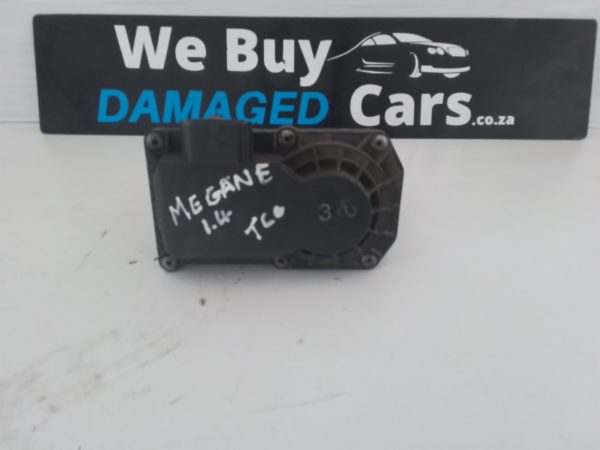 We Buy
DAMAGED Cars.co.za
MEGANE
1.4
TCe